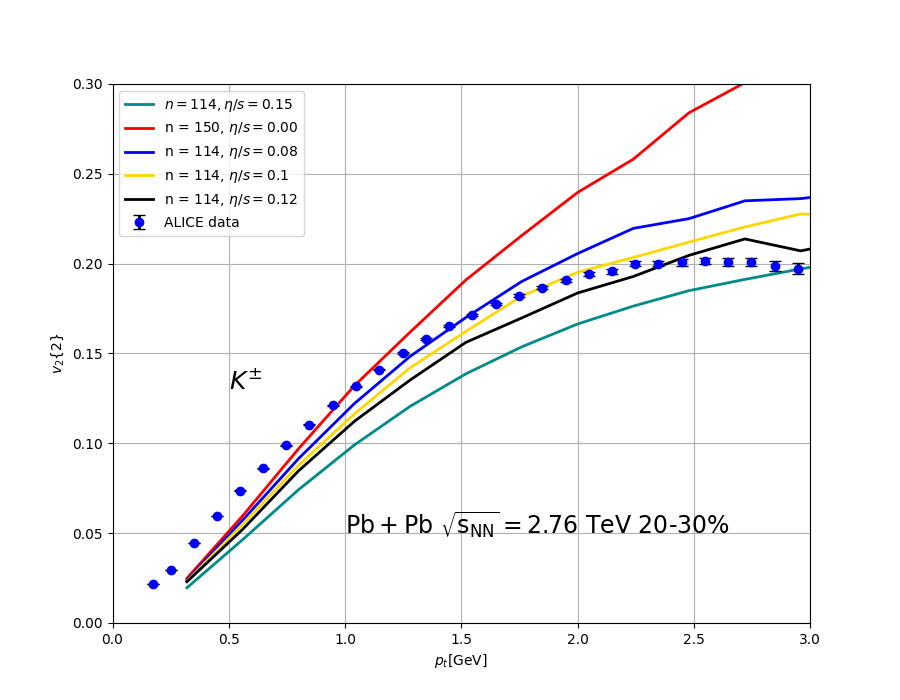 0.30
0.25
0.20
0.15
0.10
0.05
0.00
v₂{2}
n = 114, η/s = 0.15
n = 150, η/s = 0.00
n = 114, η/s = 0.08
n = 114, η/s = 0.1
n = 114, η/s = 0.12
ALICE data
K±
Pb + Pb √sNN = 2.76 TeV 20-30%
0.0 0.5 1.0 1.5 2.0 2.5 3.0
pₜ[GeV]